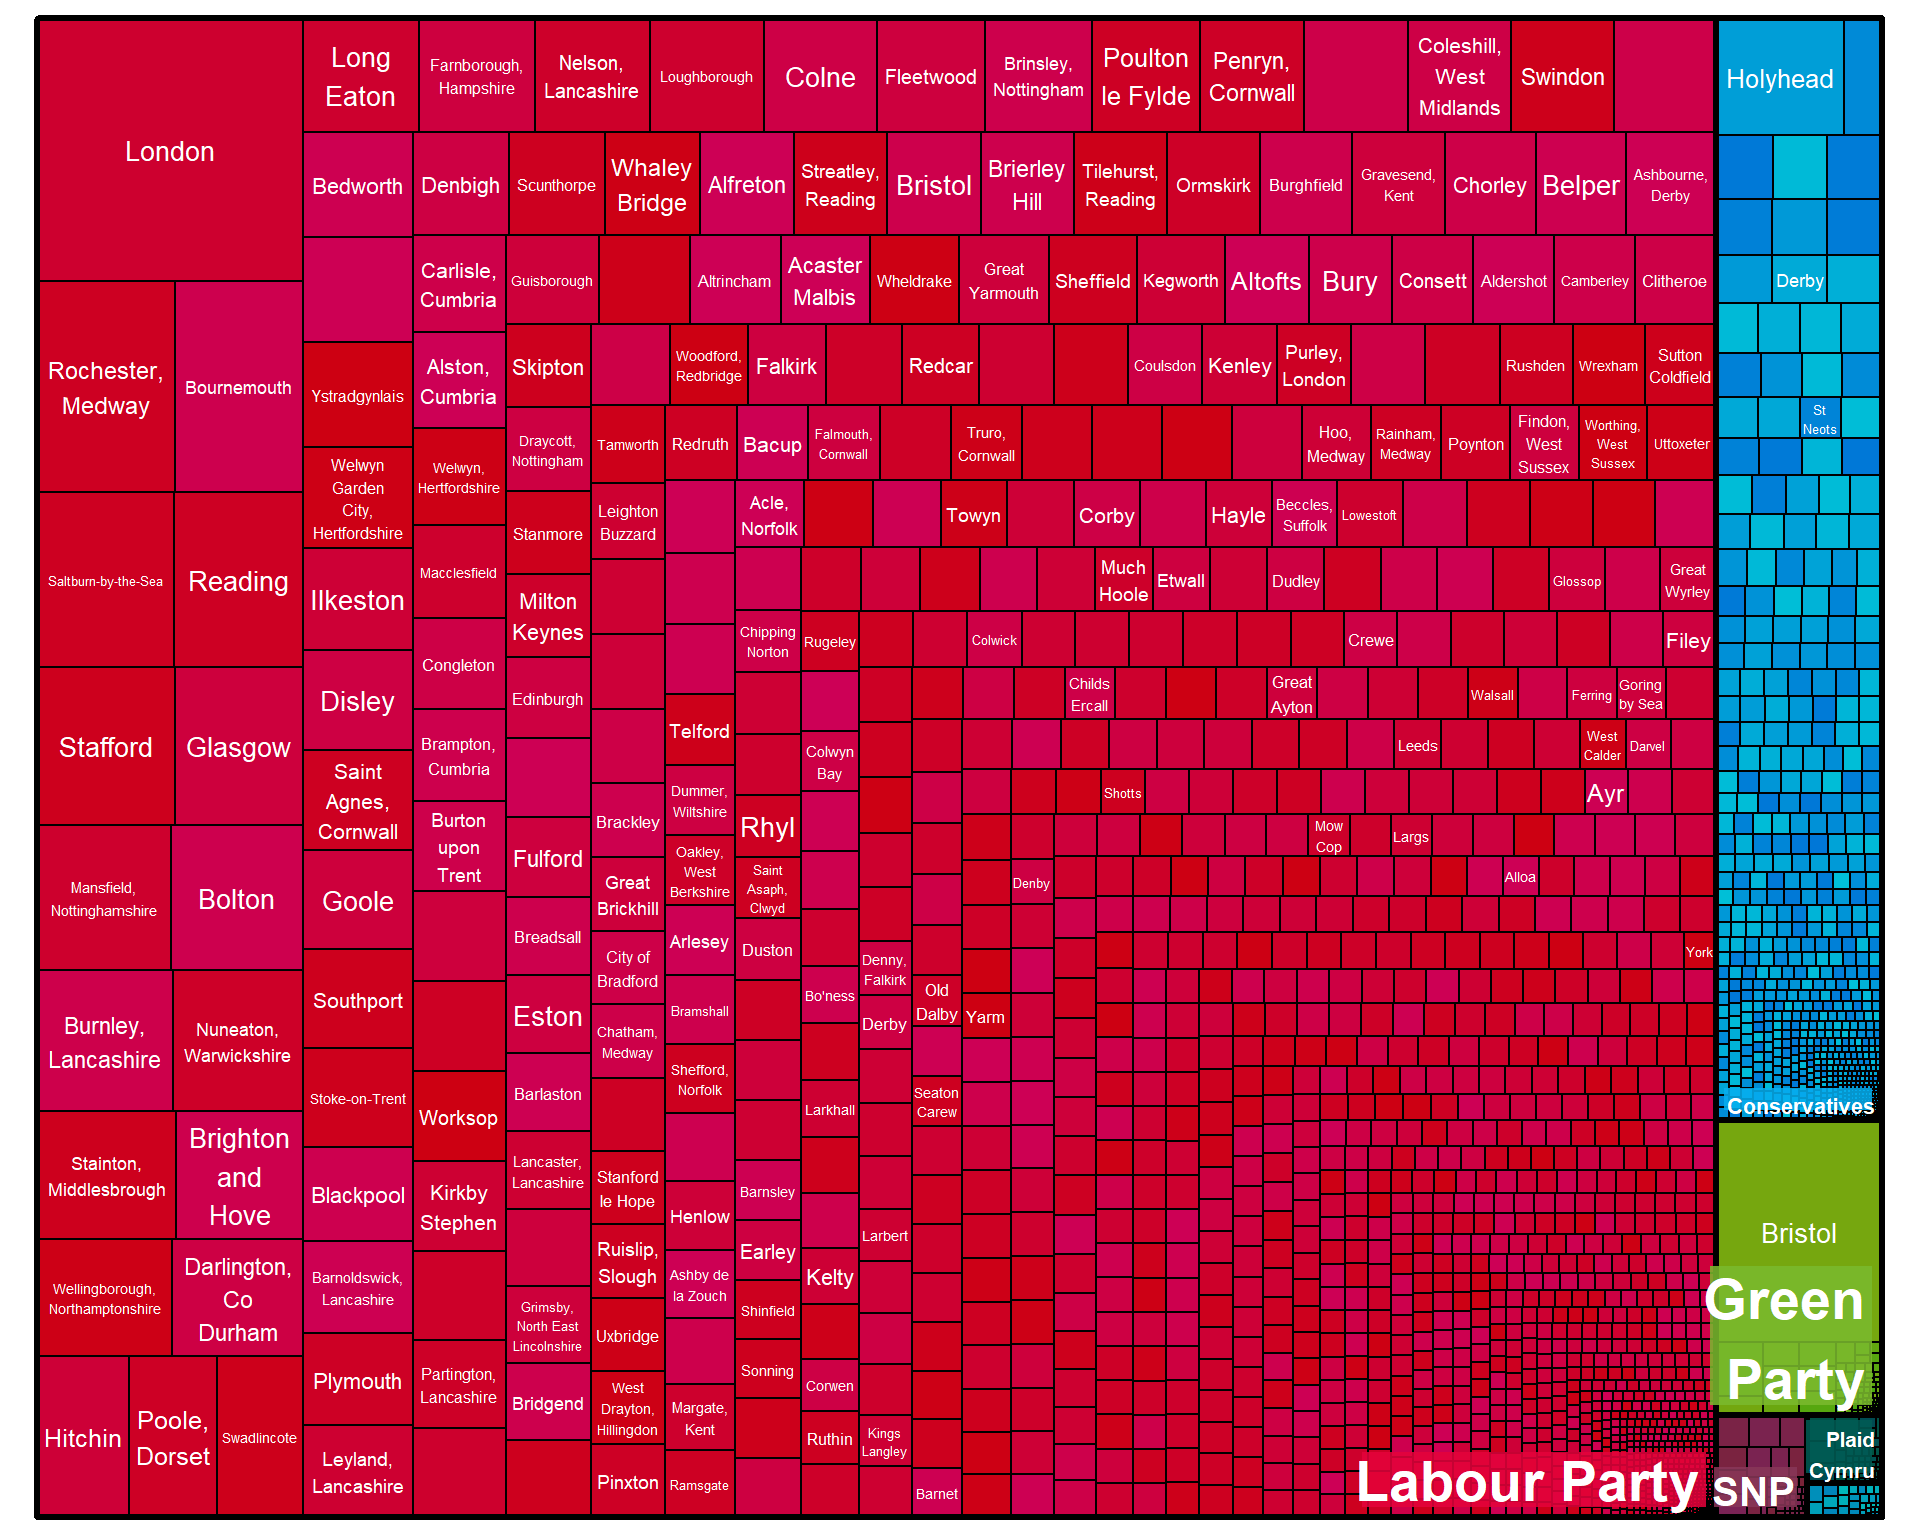 London
Long
Eaton
Farnborough,
Hampshire
Nelson,
Lancashire
Loughborough
Colne
Fleetwood
Brinsley,
Nottingham
Poulton
le Fylde
Penryn,
Cornwall
Coleshill,
West
Midlands
Swindon
Holyhead
Bedworth
Denbigh
Scunthorpe
Whaley
Bridge
Alfreton
Streatley,
Reading
Bristol
Brierley
Hill
Tilehurst,
Reading
Ormskirk
Burghfield
Gravesend,
Kent
Chorley
Belper
Ashbourne,
Derby
Carlisle,
Cumbria
Guisborough
Altrincham
Acaster
Malbis
Wheldrake
Great
Yarmouth
Sheffield
Kegworth
Altofts
Bury
Consett
Aldershot
Camberley
Clitheroe
Derby
Rochester,
Medway
Bournemouth
Ystradgynlais
Alston,
Cumbria
Skipton
Woodford,
Redbridge
Falkirk
Redcar
Coulsdon
Kenley
Purley,
London
Rushden
Wrexham
Sutton
Coldfield
St
Neots
Draycott,
Nottingham
Tamworth
Redruth
Bacup
Falmouth,
Cornwall
Truro,
Cornwall
Hoo,
Medway
Rainham,
Medway
Poynton
Findon,
West
Sussex
Worthing,
West
Sussex
Uttoxeter
Welwyn
Garden
City,
Hertfordshire
Welwyn,
Hertfordshire
Stanmore
Leighton
Buzzard
Acle,
Norfolk
Towyn
Corby
Hayle
Beccles,
Suffolk
Lowestoft
Saltburn-by-the-Sea
Reading
Ilkeston
Macclesfield
Milton
Keynes
Much
Hoole
Etwall
Dudley
Glossop
Great
Wyrley
Chipping
Norton
Rugeley
Colwick
Crewe
Filey
Disley
Congleton
Edinburgh
Childs
Ercall
Great
Ayton
Walsall
Ferring
Goring
by Sea
Stafford
Glasgow
Brampton,
Cumbria
Telford
Colwyn
Bay
Leeds
West
Calder
Darvel
Saint
Agnes,
Cornwall
Burton
upon
Trent
Fulford
Brackley
Dummer,
Wiltshire
Rhyl
Shotts
Ayr
Mow
Cop
Largs
Mansfield,
Nottinghamshire
Bolton
Goole
Great
Brickhill
Oakley,
West
Berkshire
Saint
Asaph,
Clwyd
Denby
Alloa
Breadsall
City of
Bradford
Arlesey
Duston
Denny,
Falkirk
York
Burnley,
Lancashire
Nuneaton,
Warwickshire
Southport
Eston
Chatham,
Medway
Bramshall
Bo'ness
Derby
Old
Dalby
Yarm
Stoke-on-Trent
Worksop
Barlaston
Shefford,
Norfolk
Larkhall
Seaton
Carew
Conservatives
Stainton,
Middlesbrough
Brighton
and
Hove
Blackpool
Kirkby
Stephen
Lancaster,
Lancashire
Stanford
le Hope
Henlow
Barnsley
Larbert
Bristol
Wellingborough,
Northamptonshire
Darlington,
Co
Durham
Barnoldswick,
Lancashire
Grimsby,
North East
Lincolnshire
Ruislip,
Slough
Ashby de
la Zouch
Earley
Kelty
Shinfield
Green
Party
Plymouth
Partington,
Lancashire
Bridgend
Uxbridge
West
Drayton,
Hillingdon
Margate,
Kent
Sonning
Corwen
Ruthin
Kings
Langley
Hitchin
Poole,
Dorset
Swadlincote
Leyland,
Lancashire
Pinxton
Ramsgate
Barnet
Labour Party
SNP
Plaid
Cymru